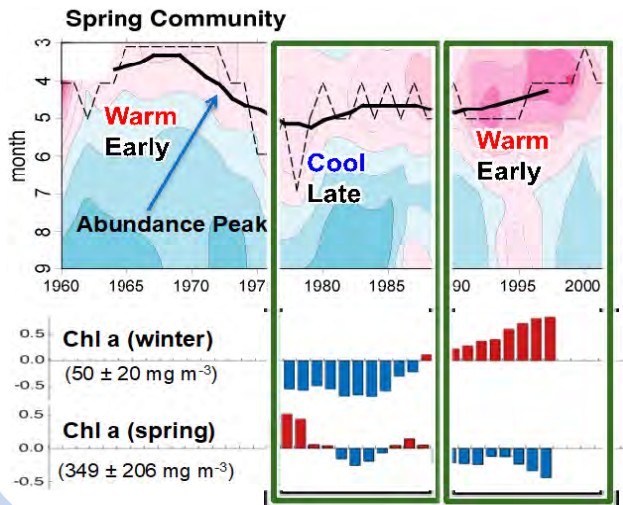 Spring Community
3
4
5
6
7
8
9
month
Warm
Early
Cool
Late
Warm
Early
Abundance Peak
1960
1965
1970
1975
1980
1985
90
1995
2000
0.5
0.0
-0.5
Chl a (winter)
(50 ± 20 mg m⁻³)
0.5
0.0
-0.5
Chl a (spring)
(349 ± 206 mg m⁻³)